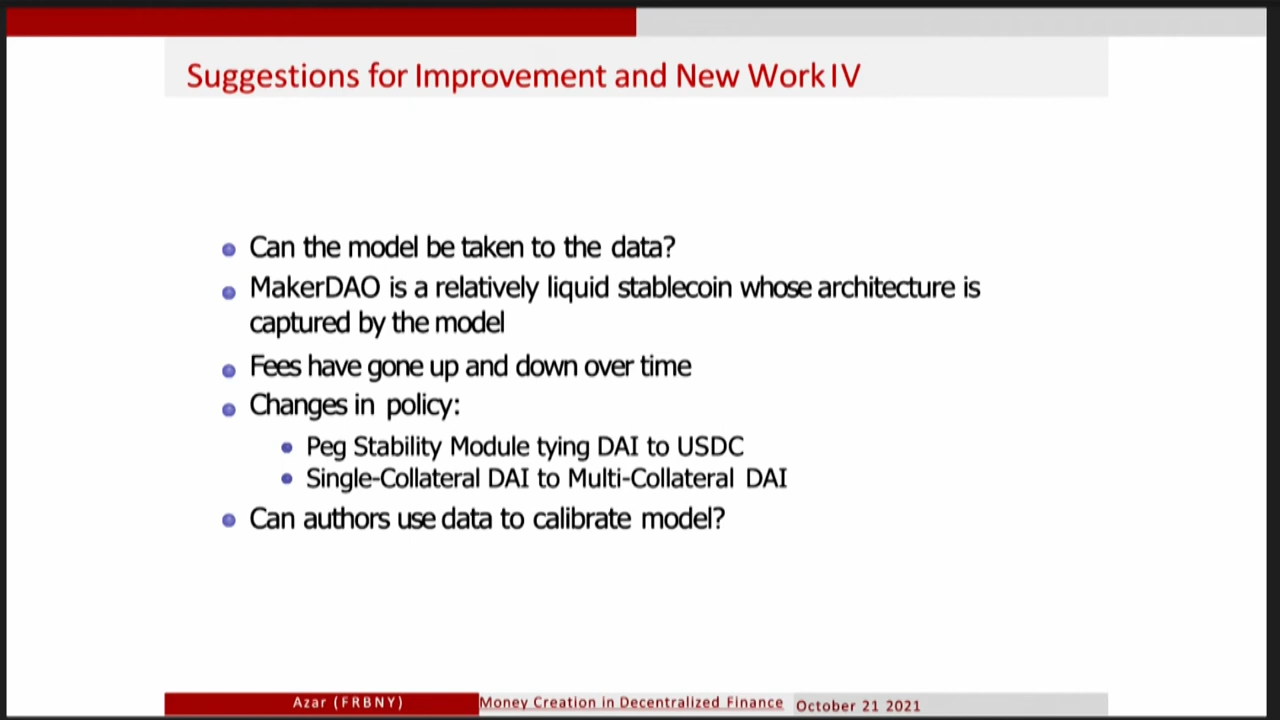 Suggestions for Improvement and New Work IV
Can the model be taken to the data?
MakerDAO is a relatively liquid stablecoin whose architecture is
captured by the model
Fees have gone up and down over time
Changes in policy:
Peg Stability Module tying DAI to USDC
Single-Collateral DAI to Multi-Collateral DAI
Can authors use data to calibrate model?
Azar (FRBNY) Money Creation in Decentralized Finance October 21 2021